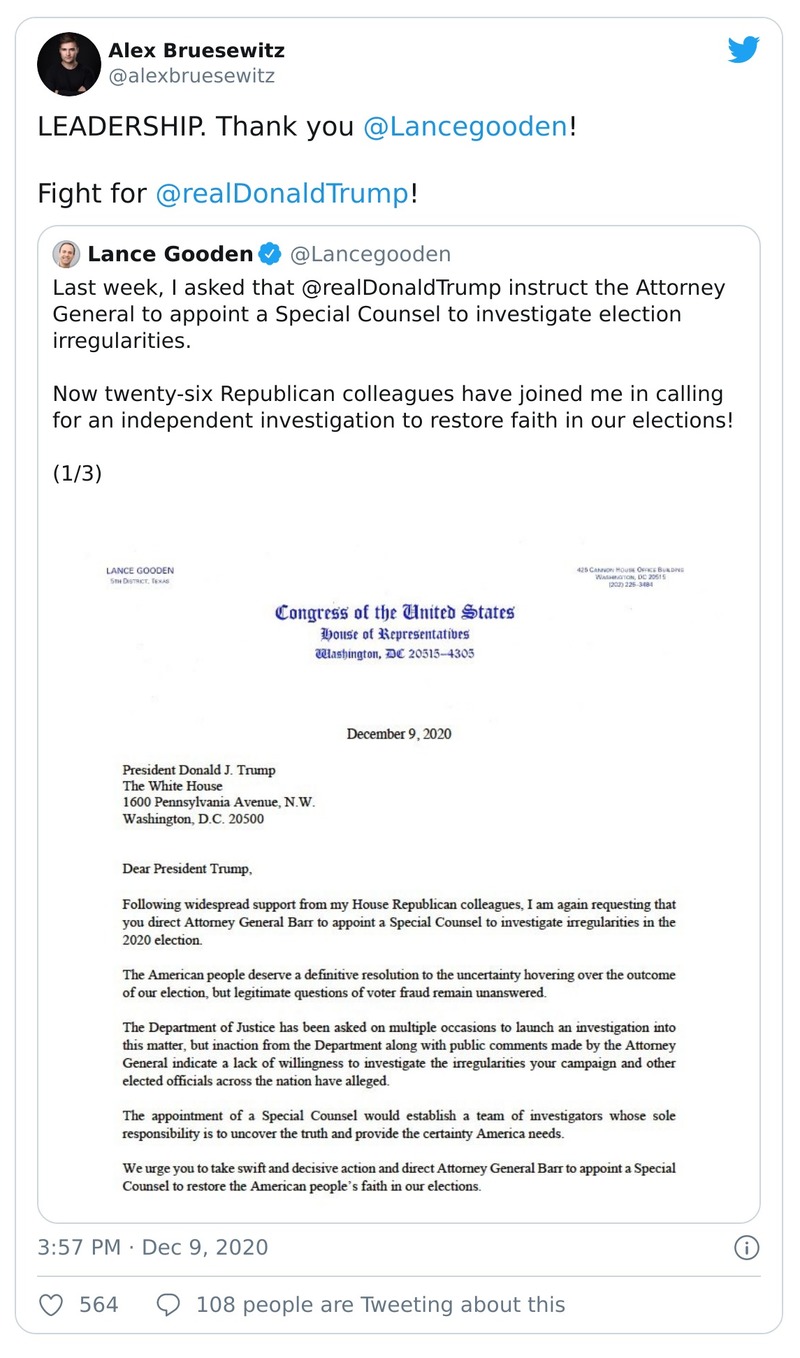 Alex Bruesewitz
@alexbruesewitz
LEADERSHIP. Thank you @Lancegooden!
Fight for @realDonaldTrump!
Lance Gooden @Lancegooden
Last week, I asked that @realDonaldTrump instruct the Attorney
General to appoint a Special Counsel to investigate election
irregularities.
Now twenty-six Republican colleagues have joined me in calling
for an independent investigation to restore faith in our elections!
(1/3)
LANCE GOODEN
5TH DISTRICT, TEXAS
425 CANNON HOUSE OFFICE BUILDING
WASHINGTON, DC 20515
(202) 225-3484
Congress of the United States
House of Representatives
Washington, DC 20515–4305
December 9, 2020
President Donald J. Trump
The White House
1600 Pennsylvania Avenue, N.W.
Washington, D.C. 20500
Dear President Trump,
Following widespread support from my House Republican colleagues, I am again requesting that
you direct Attorney General Barr to appoint a Special Counsel to investigate irregularities in the
2020 election.
The American people deserve a definitive resolution to the uncertainty hovering over the outcome
of our election, but legitimate questions of voter fraud remain unanswered.
The Department of Justice has been asked on multiple occasions to launch an investigation into
this matter, but inaction from the Department along with public comments made by the Attorney
General indicate a lack of willingness to investigate the irregularities your campaign and other
elected officials across the nation have alleged.
The appointment of a Special Counsel would establish a team of investigators whose sole
responsibility is to uncover the truth and provide the certainty America needs.
We urge you to take swift and decisive action and direct Attorney General Barr to appoint a Special
Counsel to restore the American people's faith in our elections.
3:57 PM · Dec 9, 2020
564
108 people are Tweeting about this